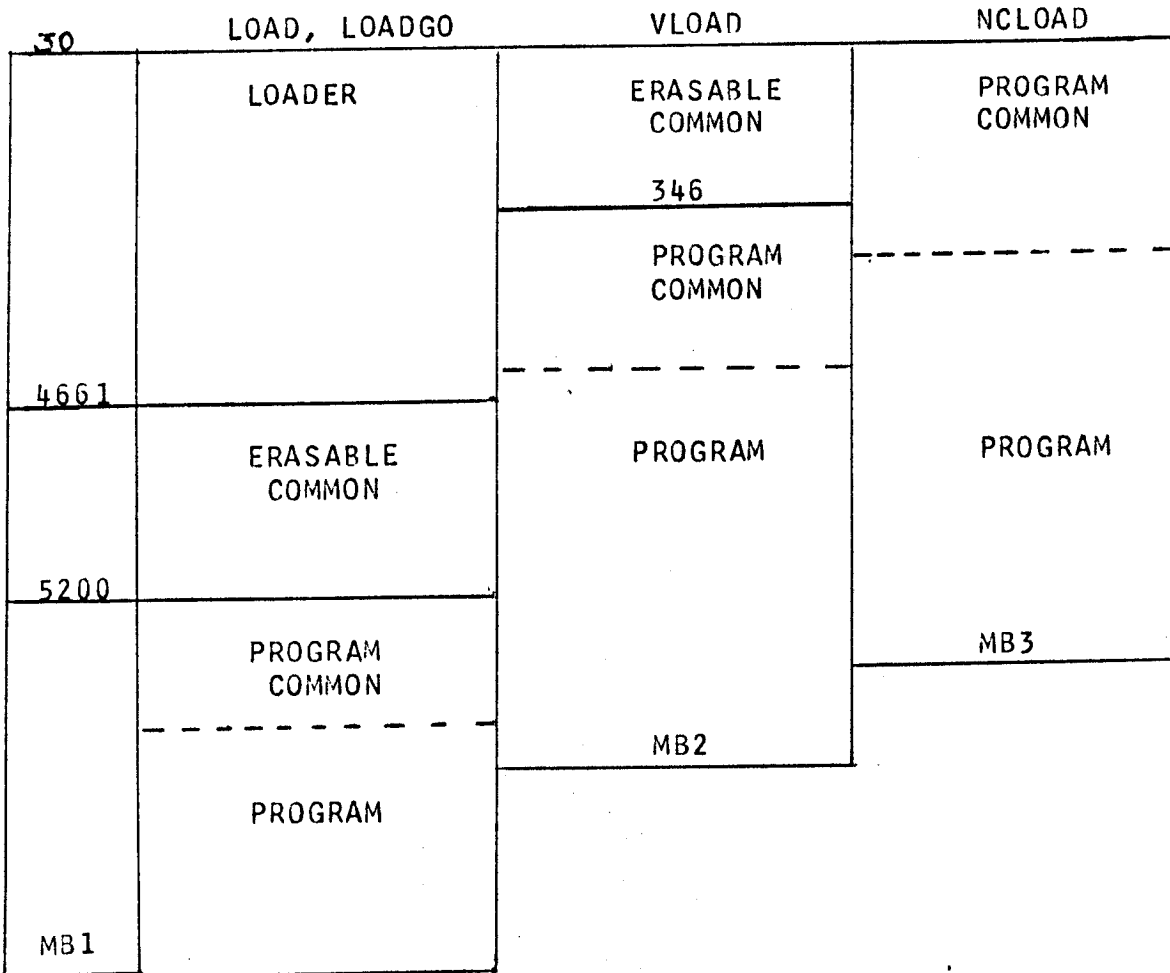 30
LOAD, LOADGO
VLOAD
NCLOAD
LOADER
ERASABLE
COMMON
PROGRAM
COMMON
346
PROGRAM
COMMON
4661
ERASABLE
COMMON
PROGRAM
PROGRAM
5200
PROGRAM
COMMON
MB3
MB2
PROGRAM
MB1